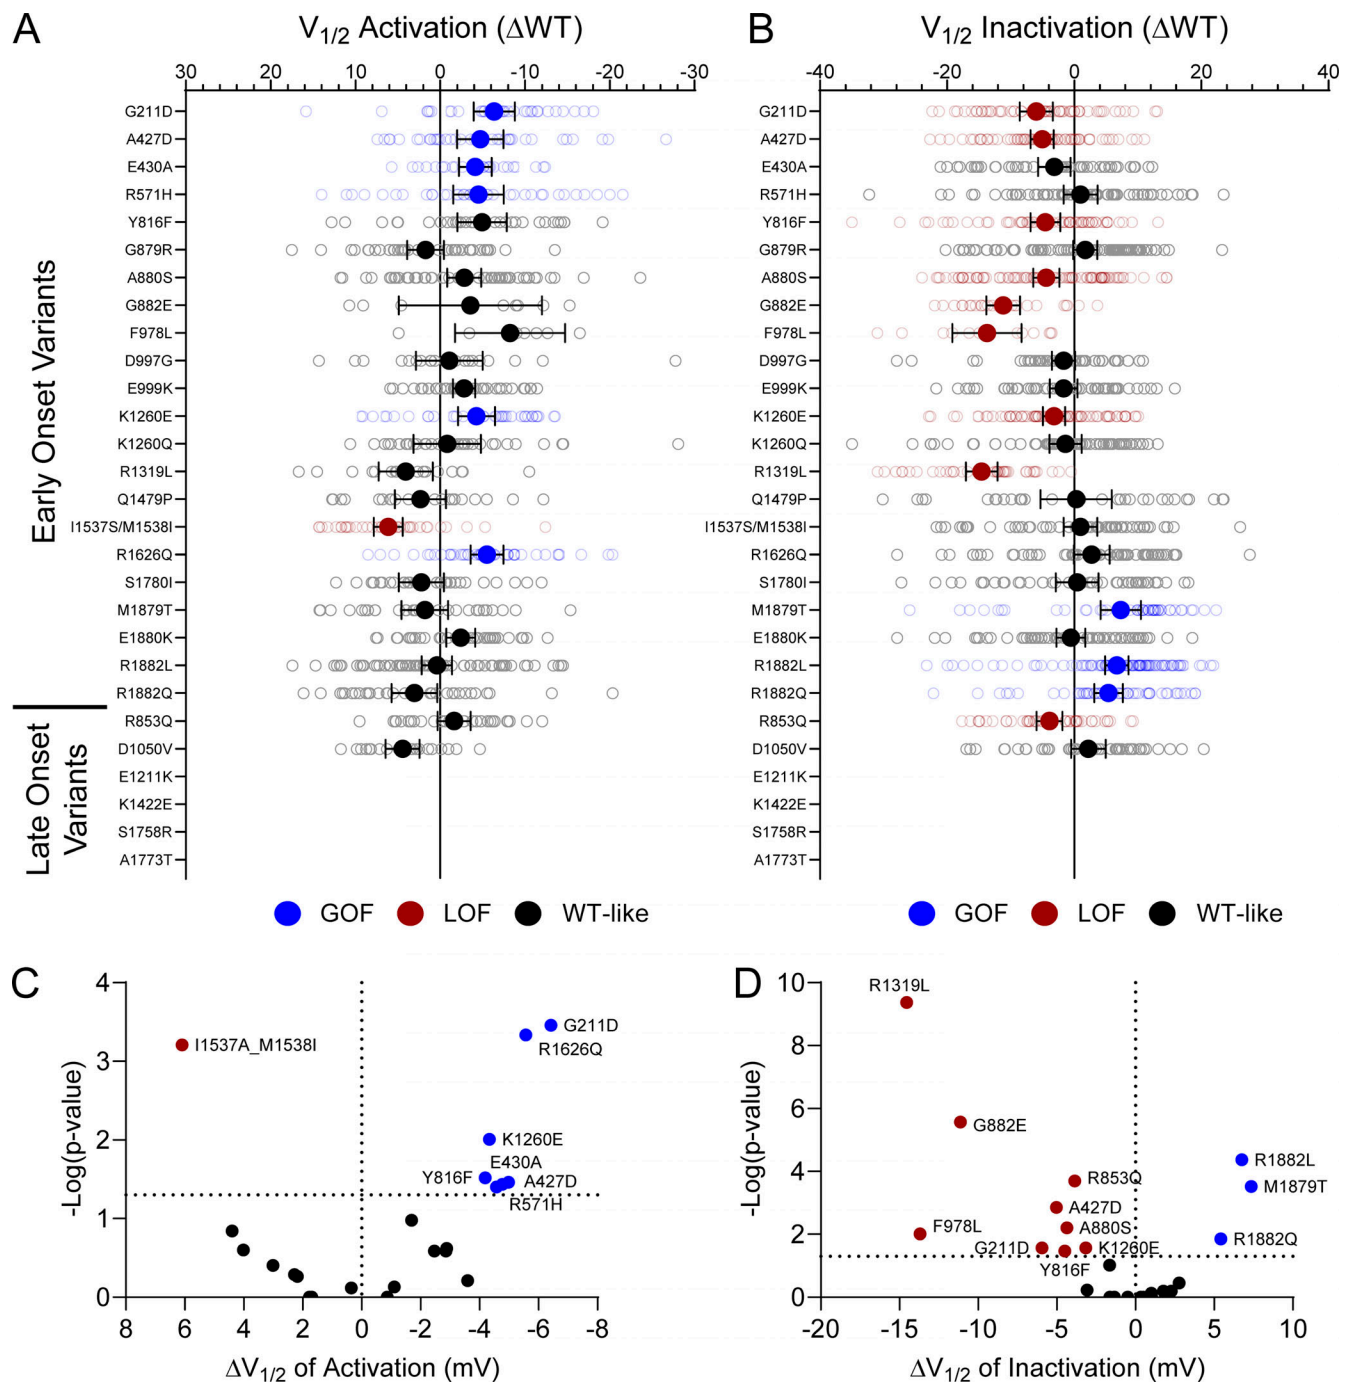 A
V1/2 Activation (ΔWT)
30 20 10 0 -10 -20 -30
Early Onset Variants
G211D
A427D
E430A
R571H
Y816F
G879R
A880S
G882E
F978L
D997G
E999K
K1260E
K1260Q
R1319L
Q1479P
I1537S/M1538I
R1626Q
S1780I
M1879T
E1880K
R1882L
R1882Q
Late Onset
Variants
R853Q
D1050V
E1211K
K1422E
S1758R
A1773T
GOF LOF WT-like
B
V1/2 Inactivation (ΔWT)
-40 -20 0 20 40
G211D
A427D
E430A
R571H
Y816F
G879R
A880S
G882E
F978L
D997G
E999K
K1260E
K1260Q
R1319L
Q1479P
I1537S/M1538I
R1626Q
S1780I
M1879T
E1880K
R1882L
R1882Q
R853Q
D1050V
E1211K
K1422E
S1758R
A1773T
GOF LOF WT-like
C
-Log(p-value)
4
3
2
1
0
I1537A_M1538I
G211D
R1626Q
K1260E
E430A
Y816F
A427D
R571H
8 6 4 2 0 -2 -4 -6 -8
ΔV1/2 of Activation (mV)
D
-Log(p-value)
10
8
6
4
2
0
R1319L
G882E
R1882L
R853Q
M1879T
A427D
F978L
A880S
R1882Q
G211D
K1260E
Y816F
-20 -15 -10 -5 0 5 10
ΔV1/2 of Inactivation (mV)